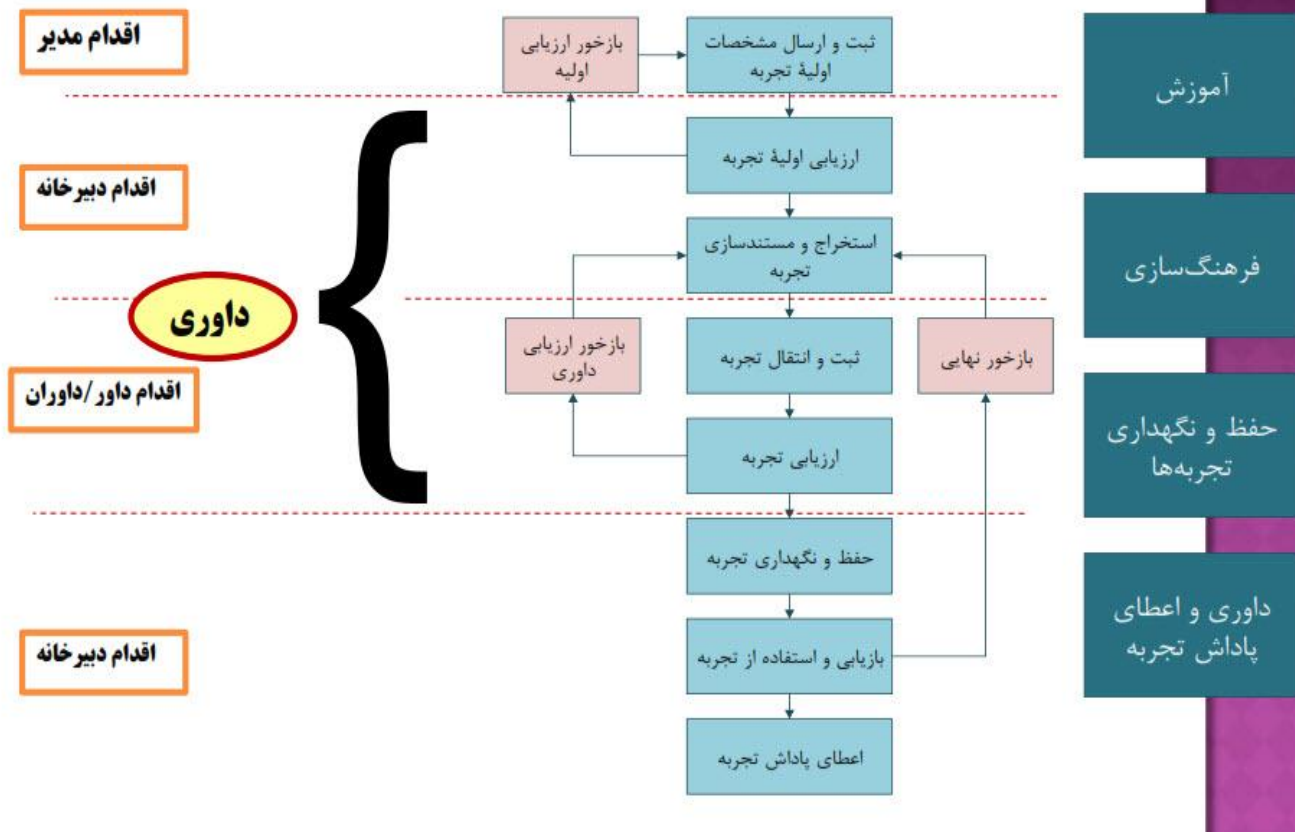 اقدام مدیر
بازخور ارزیابی
اولیه
ثبت و ارسال مشخصات
اولیۀ تجربه
آموزش
ارزیابی اولیۀ تجربه
اقدام دبیرخانه
استخراج و مستندسازی
تجربه
فرهنگ‌سازی
داوری
بازخور ارزیابی
داوری
ثبت و انتقال تجربه
بازخور نهایی
اقدام داور/داوران
حفظ و نگهداری
تجربه‌ها
ارزیابی تجربه
حفظ و نگهداری تجربه
داوری و اعطای
پاداش تجربه
اقدام دبیرخانه
بازیابی و استفاده از تجربه
اعطای پاداش تجربه